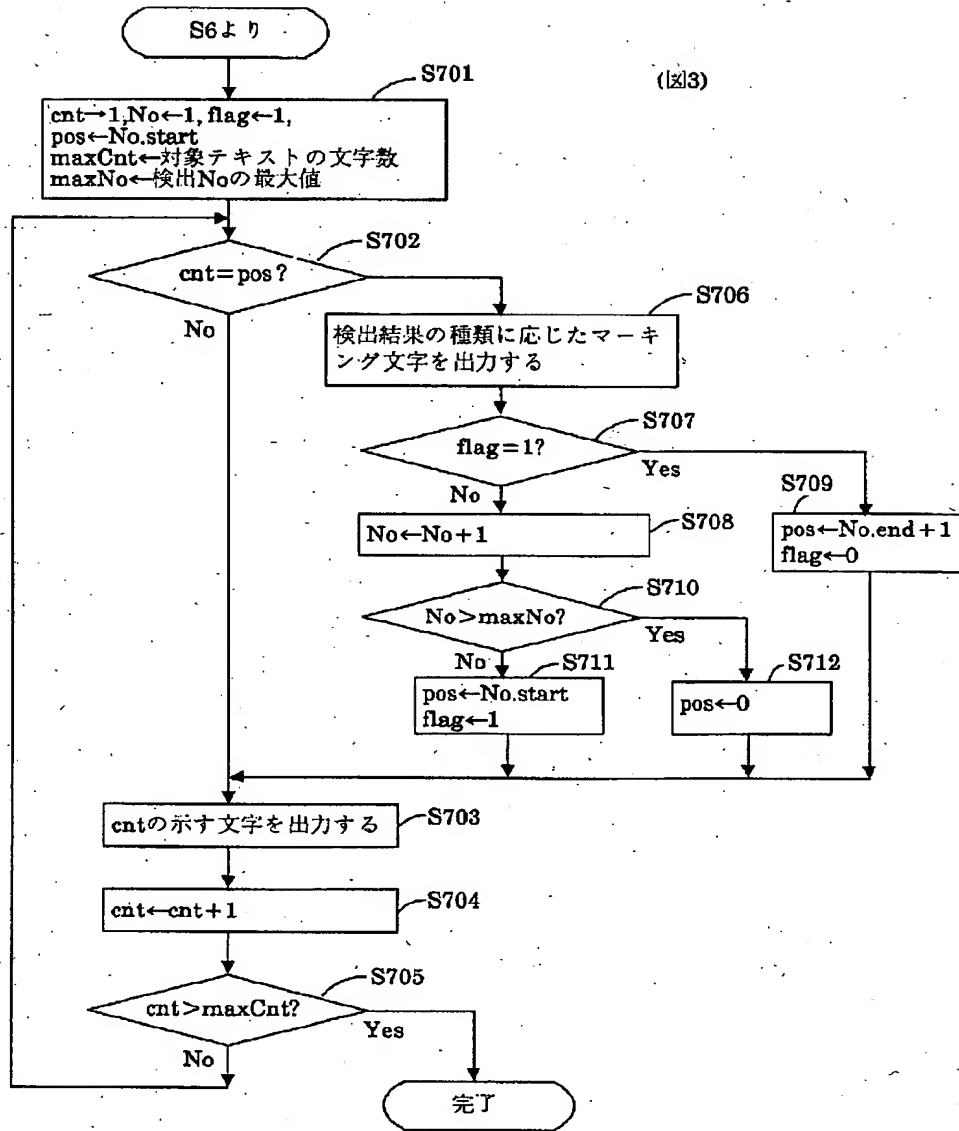 S6より
S701
(図3)
cnt→1,No←1, flag←1,
pos←No.start
maxCnt←対象テキストの文字数
maxNo←検出Noの最大値
S702
cnt=pos?
No
S706
検出結果の種類に応じたマーキ
ング文字を出力する
S707
flag=1?
Yes
No
S709
pos←No.end+1
flag←0
S708
No←No+1
S710
No>maxNo?
Yes
No
S711
pos←No.start
flag←1
S712
pos←0
S703
cntの示す文字を出力する
S704
cnt←cnt+1
S705
cnt>maxCnt?
Yes
No
完了